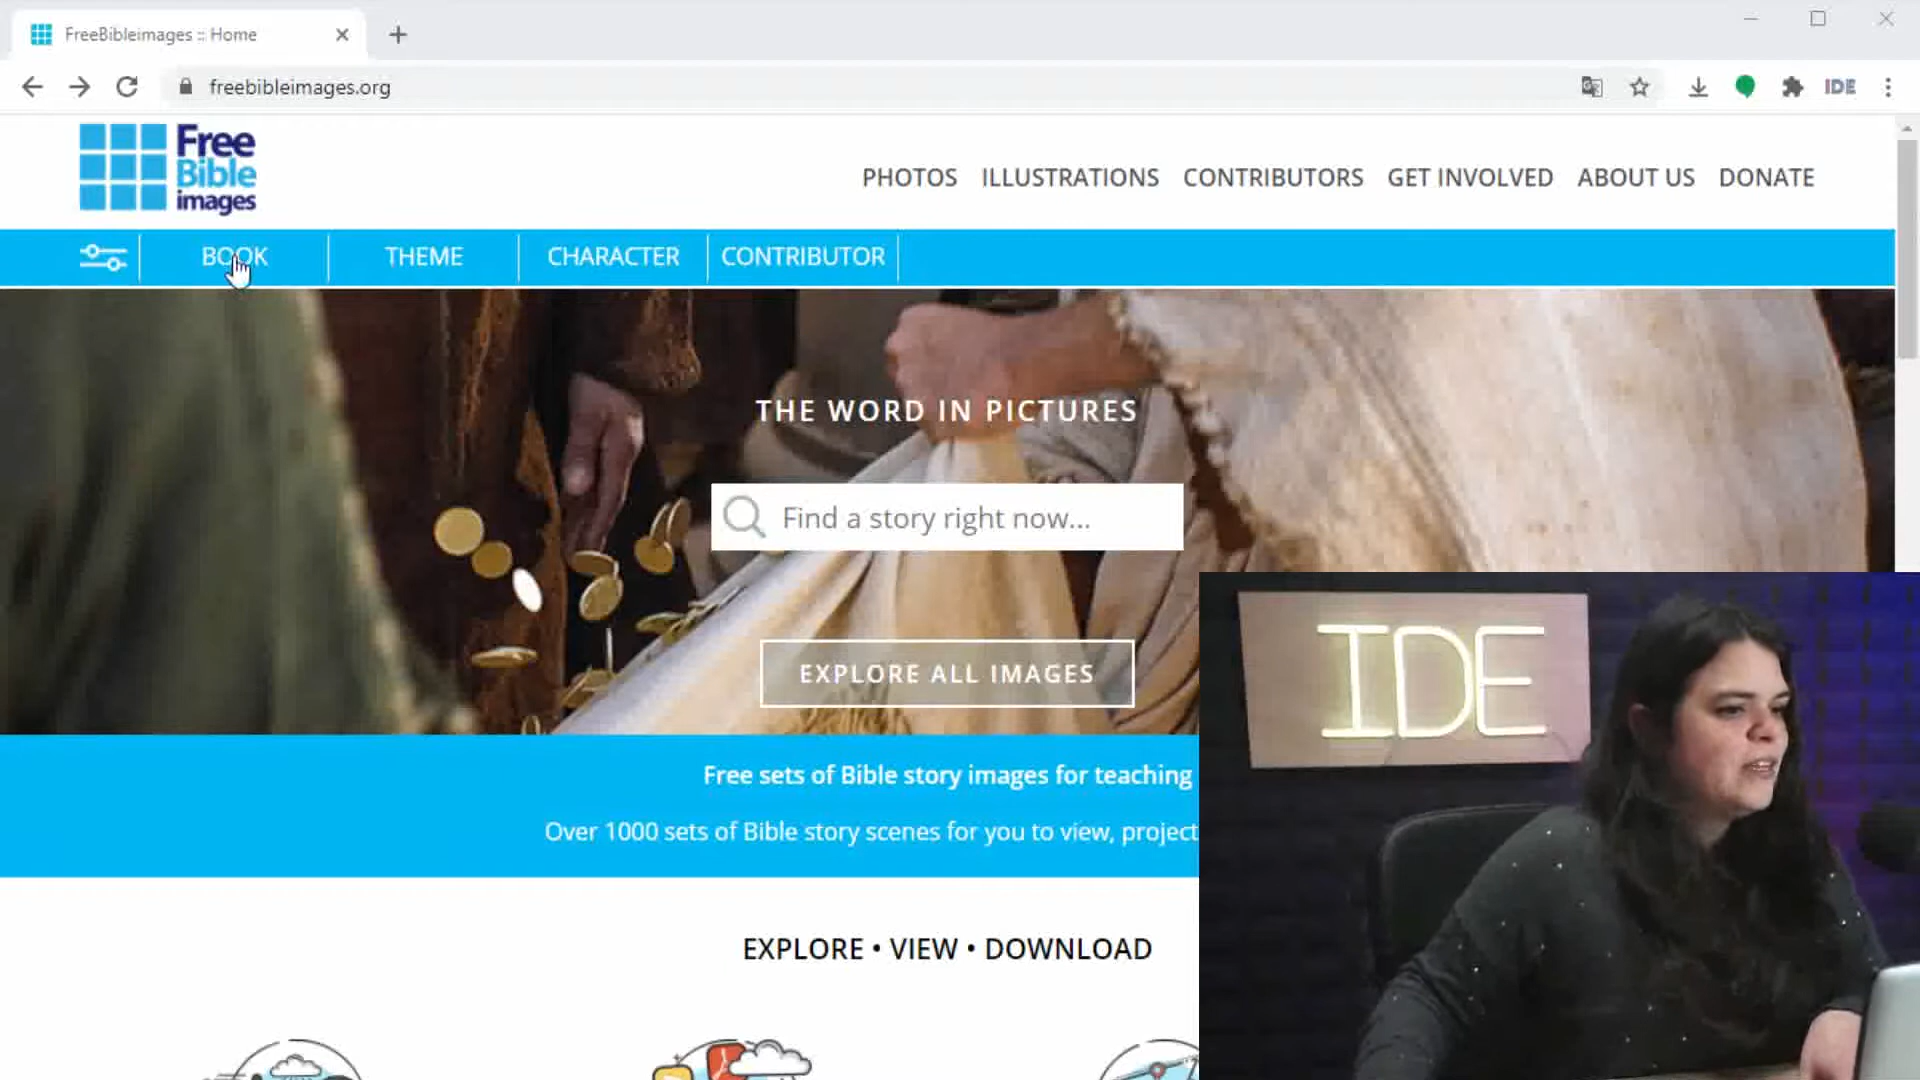 FreeBibleimages :: Home
freebibleimages.org
IDE
Free
Bible
images
PHOTOS ILLUSTRATIONS CONTRIBUTORS GET INVOLVED ABOUT US DONATE
BOOK THEME CHARACTER CONTRIBUTOR
THE WORD IN PICTURES
Find a story right now...
EXPLORE ALL IMAGES
IDE
Free sets of Bible story images for teaching
Over 1000 sets of Bible story scenes for you to view, project
EXPLORE • VIEW • DOWNLOAD